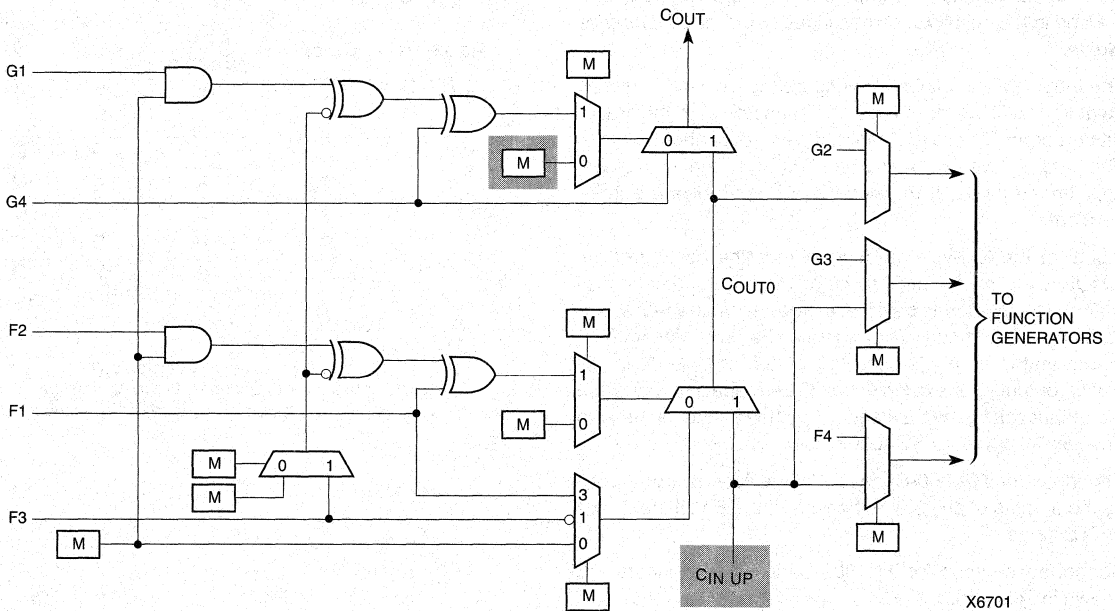 COUT
G1
M
M
1
M
0
0 1
G2
G4
G3
COUT0
TO
FUNCTION
GENERATORS
F2
M
M
1
0 1
F1
M
0
F4
M
0 1
M
3
F3
1
M
0
M
CIN UP
M
X6701